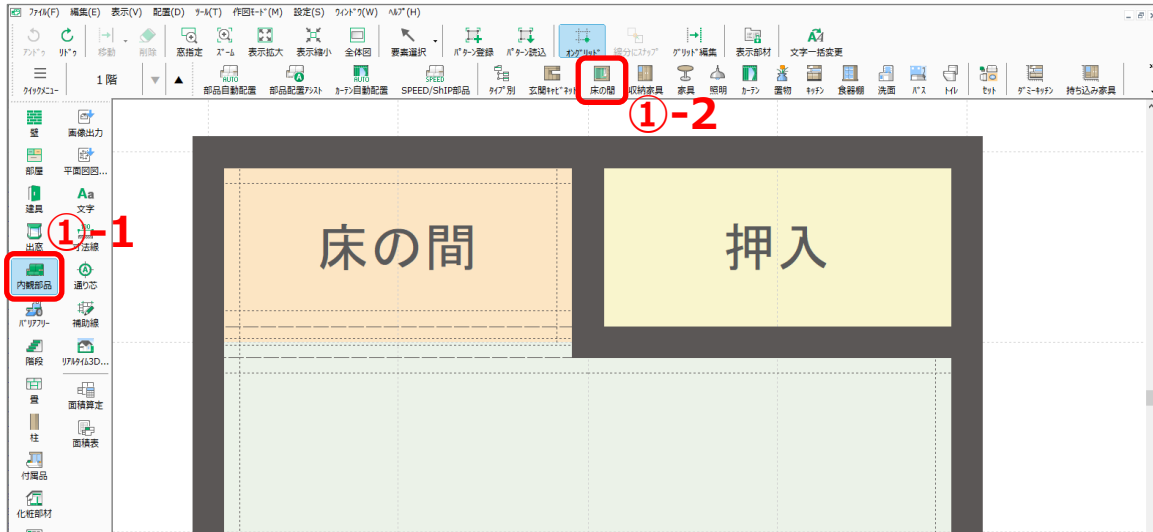 ﾌｧｲﾙ(F) 編集(E) 表示(V) 配置(D) ﾂｰﾙ(T) 作図ﾓｰﾄﾞ(M) 設定(S) ｳｨﾝﾄﾞｳ(W) ﾍﾙﾌﾟ(H)
ｱﾝﾄﾞｩ ﾘﾄﾞｩ 移動 削除 窓指定 ｽﾞｰﾑ 表示拡大 表示縮小 全体図 要素選択 ﾊﾟﾀｰﾝ登録 ﾊﾟﾀｰﾝ読込 ｵﾝｸﾞﾘｯﾄﾞ 線分にｽﾅｯﾌﾟ ｸﾞﾘｯﾄﾞ編集 表示部材 文字一括変更
ｸｲｯｸﾒﾆｭｰ 1階 部品自動配置 部品配置ｱｼｽﾄ ｶｰﾃﾝ自動配置 SPEED/ShIP部品 ﾀｲﾌﾟ別 玄関ｷｬﾋﾞﾈｯﾄ 床の間 収納家具 家具 照明 ｶｰﾃﾝ 置物 ｷｯﾁﾝ 食器棚 洗面 ﾊﾞｽ ﾄｲﾚ ｾｯﾄ ﾀﾞﾐｰｷｯﾁﾝ 持ち込み家具
①-2
壁 画像出力
部屋 平面図図...
建具 文字
①-1
出窓 寸法線
内観部品 通り芯
ﾊﾞﾘｱﾌﾘｰ 補助線
階段 ﾘｱﾙﾀｲﾑ3D...
畳 面積算定
柱 面積表
付属品
化粧部材
床の間 押入